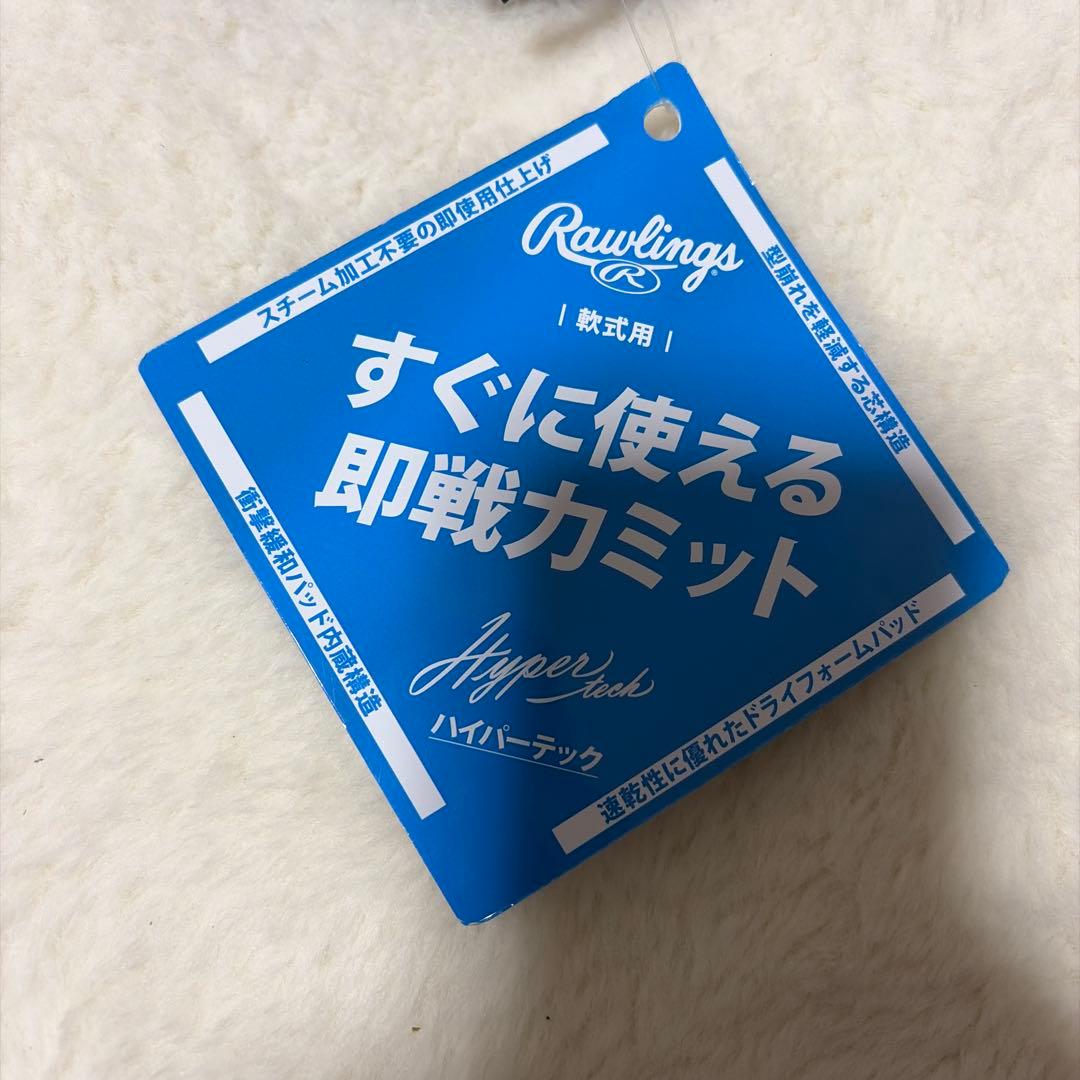 スチーム加工不要の即使用仕上げ
Rawlings
R
軟式用
型崩れを軽減する芯構造
すぐに使える
即戦力ミット
衝撃緩和パッド内蔵構造
Hyper
tech
ハイパーテック
速乾性に優れたドライフォームパッド